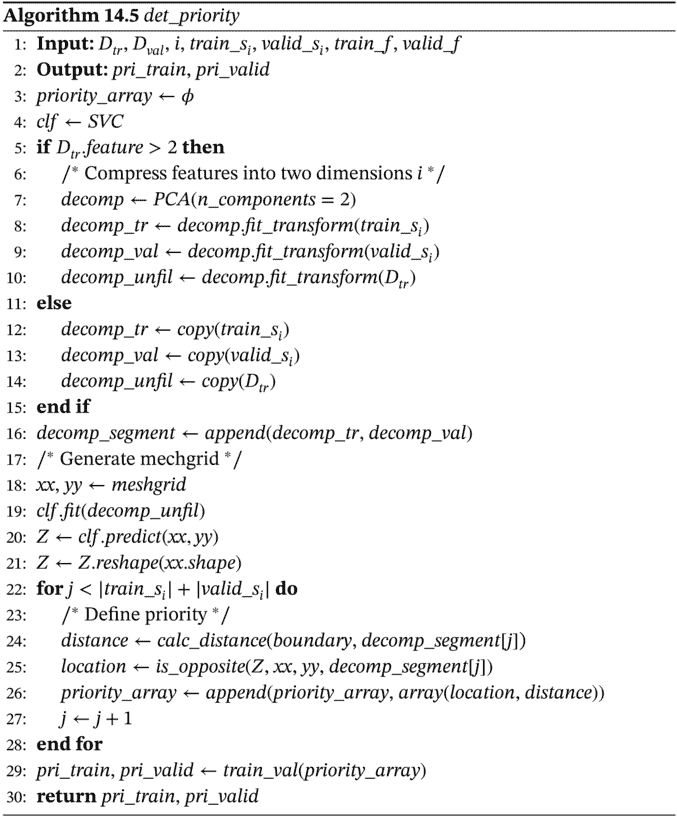 Algorithm 14.5 det_priority
1: Input: D_tr, D_val, i, train_s_i, valid_s_i, train_f, valid_f
2: Output: pri_train, pri_valid
3: priority_array ← ϕ
4: clf ← SVC
5: if D_tr.feature > 2 then
6: /* Compress features into two dimensions i */
7: decomp ← PCA(n_components = 2)
8: decomp_tr ← decomp.fit_transform(train_s_i)
9: decomp_val ← decomp.fit_transform(valid_s_i)
10: decomp_unfil ← decomp.fit_transform(D_tr)
11: else
12: decomp_tr ← copy(train_s_i)
13: decomp_val ← copy(valid_s_i)
14: decomp_unfil ← copy(D_tr)
15: end if
16: decomp_segment ← append(decomp_tr, decomp_val)
17: /* Generate mechgrid */
18: xx, yy ← meshgrid
19: clf.fit(decomp_unfil)
20: Z ← clf.predict(xx, yy)
21: Z ← Z.reshape(xx.shape)
22: for j < |train_s_i| + |valid_s_i| do
23: /* Define priority */
24: distance ← calc_distance(boundary, decomp_segment[j])
25: location ← is_opposite(Z, xx, yy, decomp_segment[j])
26: priority_array ← append(priority_array, array(location, distance))
27: j ← j + 1
28: end for
29: pri_train, pri_valid ← train_val(priority_array)
30: return pri_train, pri_valid